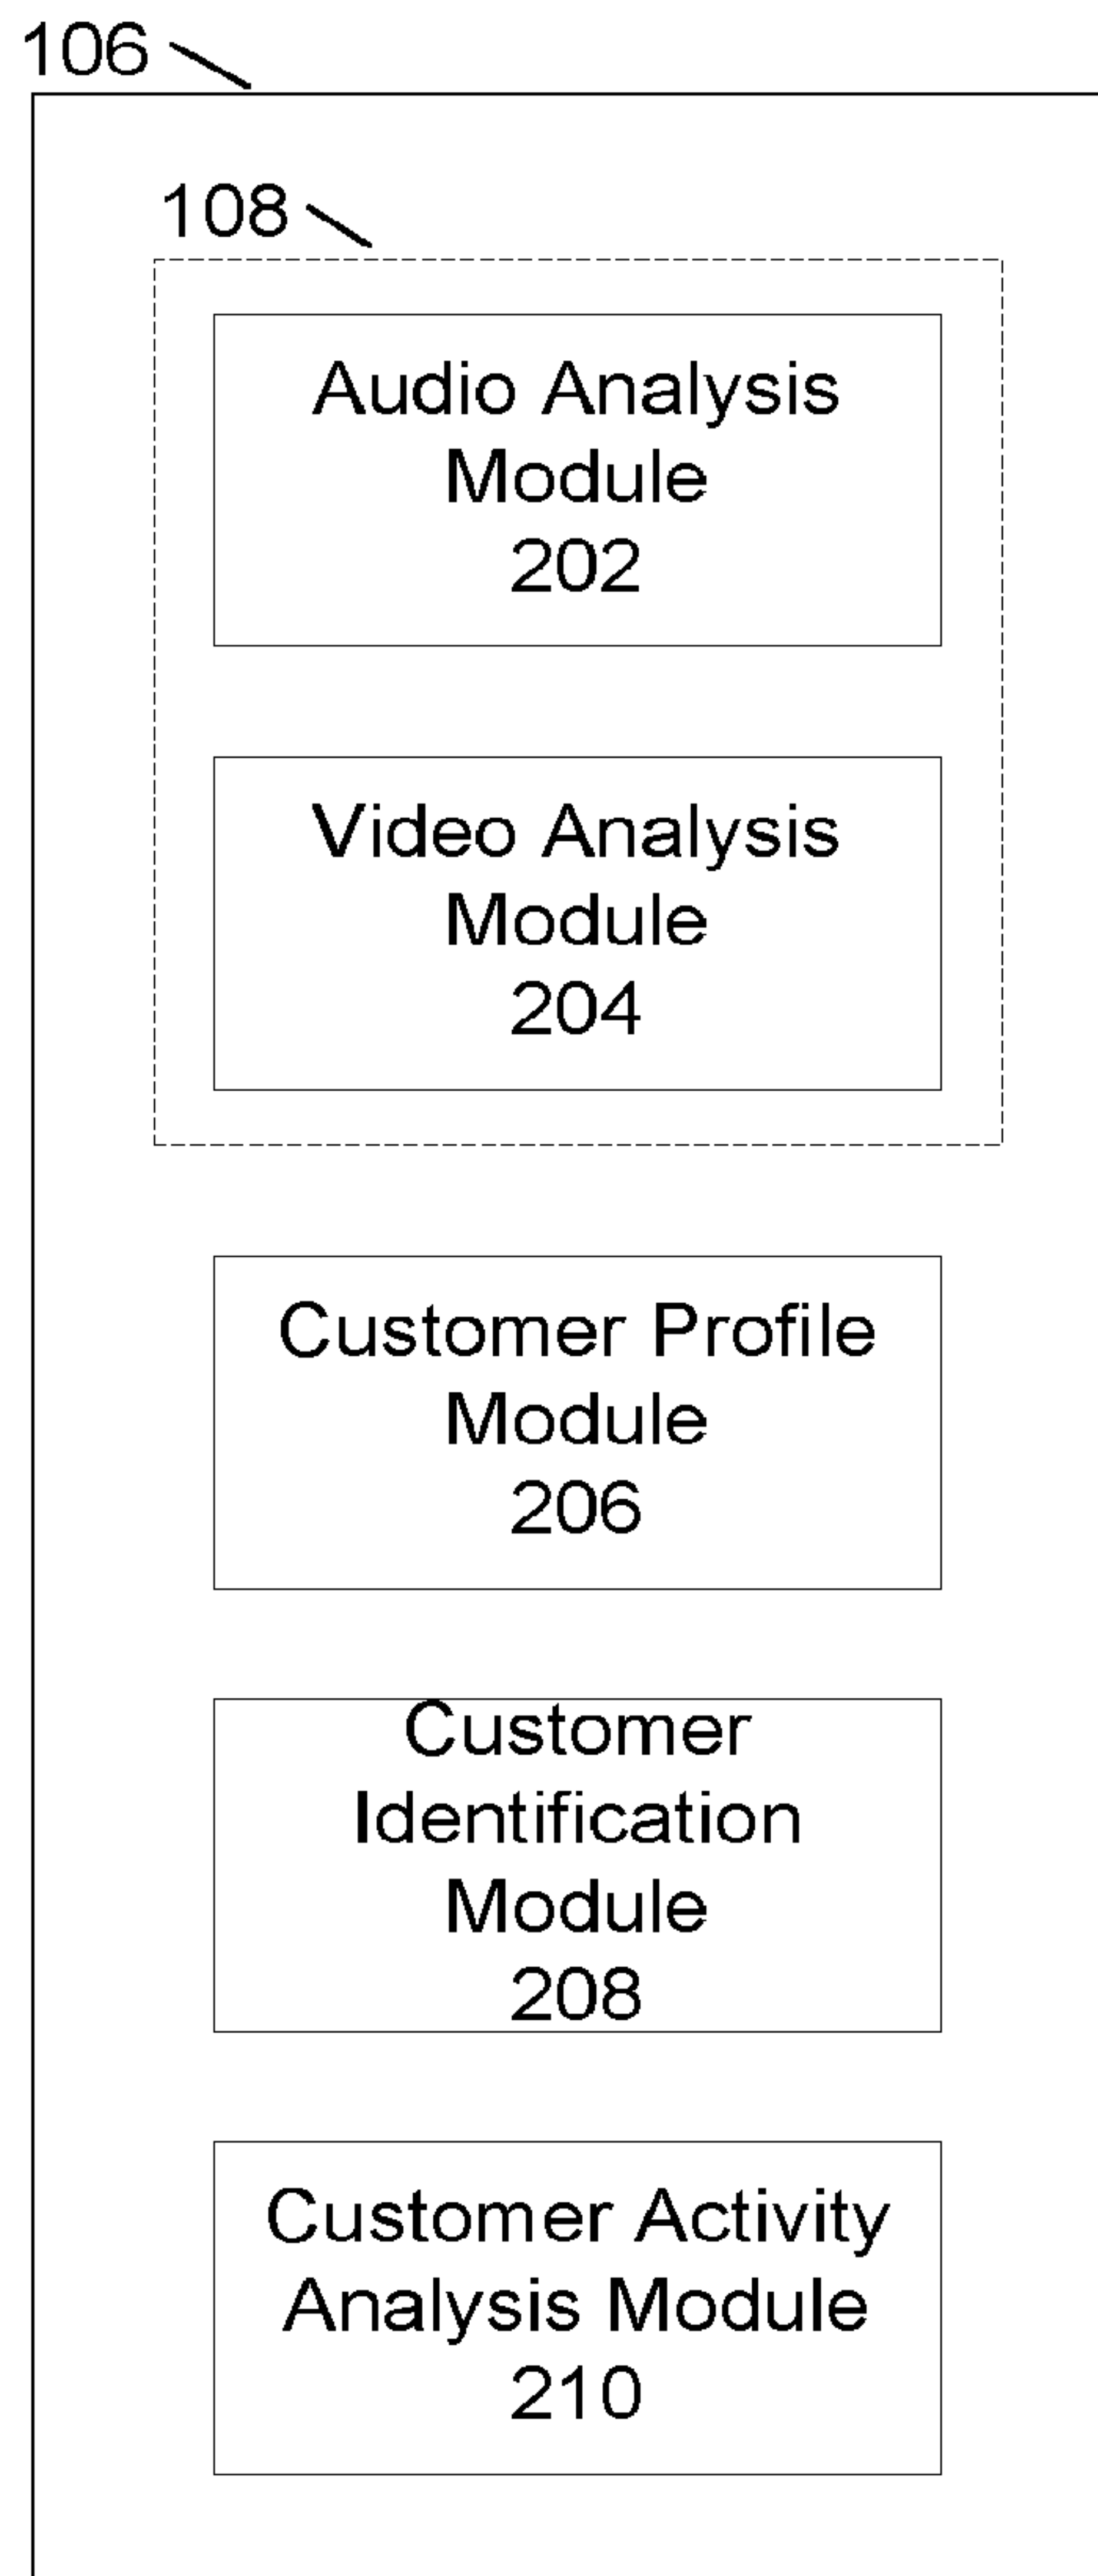 106
108
Audio Analysis
Module
202
Video Analysis
Module
204
Customer Profile
Module
206
Customer
Identification
Module
208
Customer Activity
Analysis Module
210